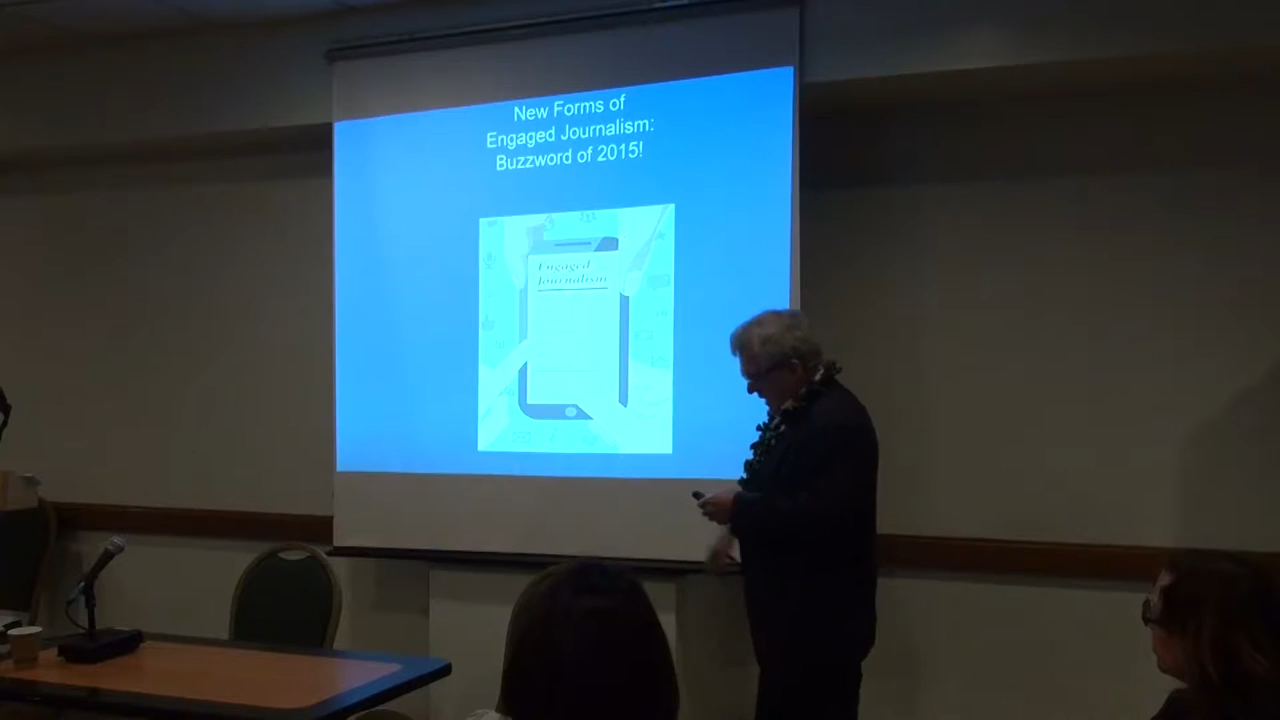 New Forms of
Engaged Journalism:
Buzzword of 2015!
Engaged
Journalism